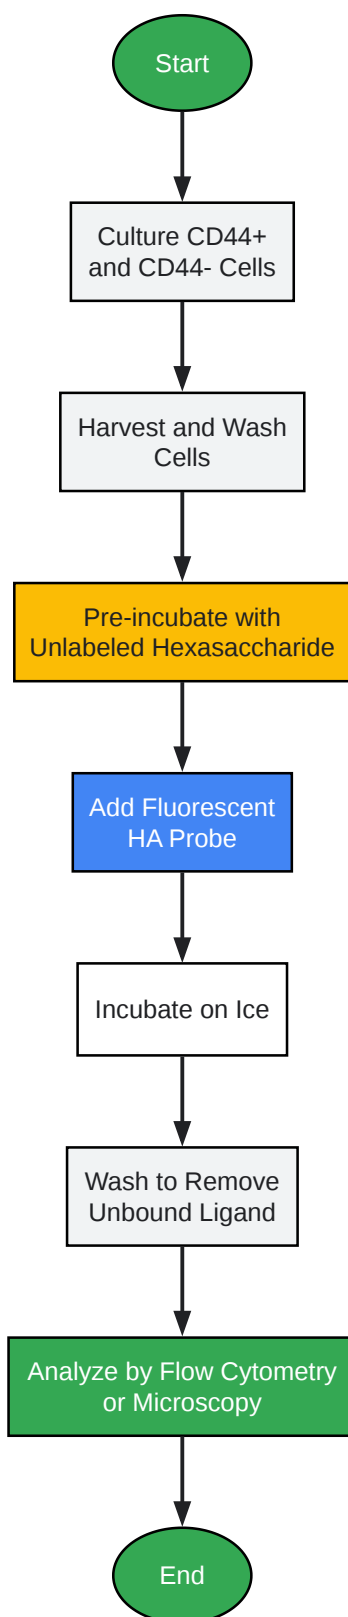 Start
Culture CD44+
and CD44- Cells
Harvest and Wash
Cells
Pre-incubate with
Unlabeled Hexasaccharide
Add Fluorescent
HA Probe
Incubate on Ice
Wash to Remove
Unbound Ligand
Analyze by Flow Cytometry
or Microscopy
End